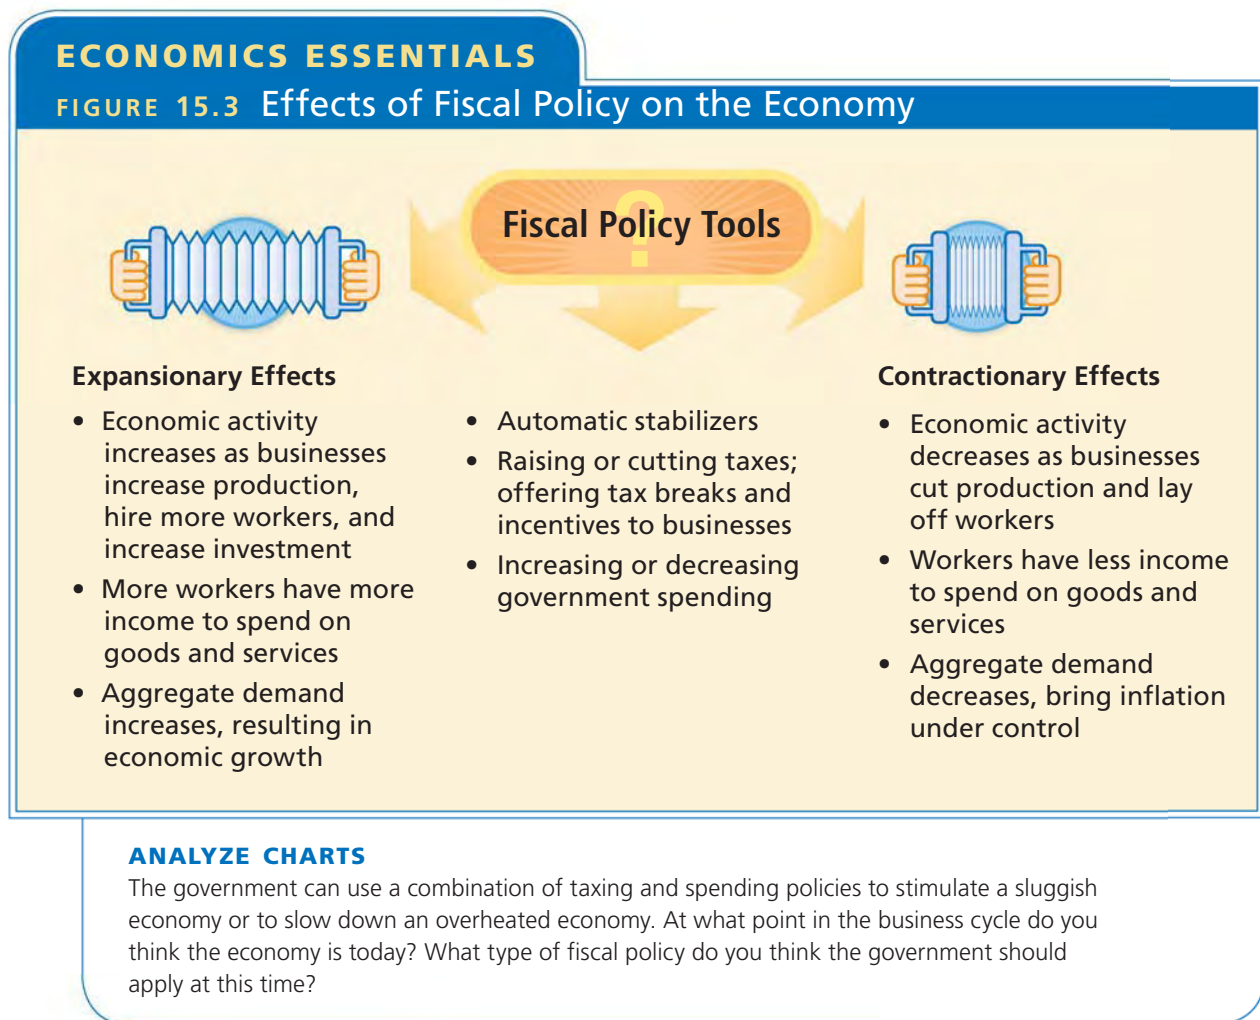 ECONOMICS ESSENTIALS
FIGURE 15.3 Effects of Fiscal Policy on the Economy
?
Fiscal Policy Tools
Expansionary Effects
• Economic activity
increases as businesses
increase production,
hire more workers, and
increase investment
• More workers have more
income to spend on
goods and services
• Aggregate demand
increases, resulting in
economic growth
• Automatic stabilizers
• Raising or cutting taxes;
offering tax breaks and
incentives to businesses
• Increasing or decreasing
government spending
Contractionary Effects
• Economic activity
decreases as businesses
cut production and lay
off workers
• Workers have less income
to spend on goods and
services
• Aggregate demand
decreases, bring inflation
under control
ANALYZE CHARTS
The government can use a combination of taxing and spending policies to stimulate a sluggish
economy or to slow down an overheated economy. At what point in the business cycle do you
think the economy is today? What type of fiscal policy do you think the government should
apply at this time?